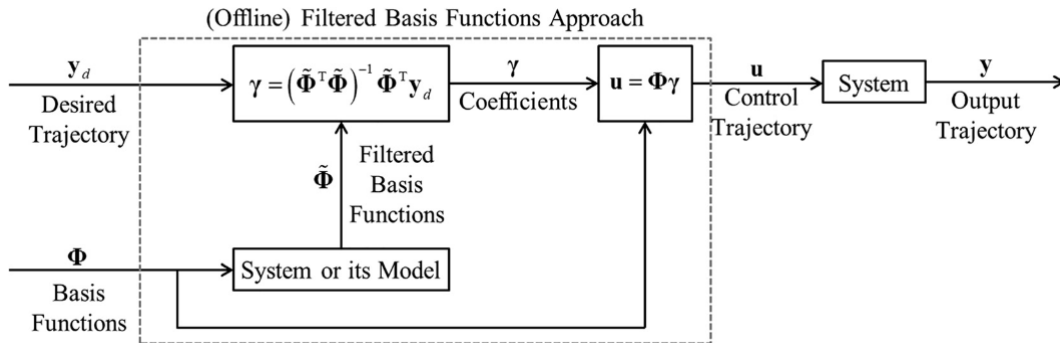 (Offline) Filtered Basis Functions Approach
y_d
Desired
Trajectory
γ = (Φ̃ᵀΦ̃)⁻¹ Φ̃ᵀy_d
γ
Coefficients
u = Φγ
u
Control
Trajectory
System
y
Output
Trajectory
Φ̃
Filtered
Basis
Functions
Φ
Basis
Functions
System or its Model